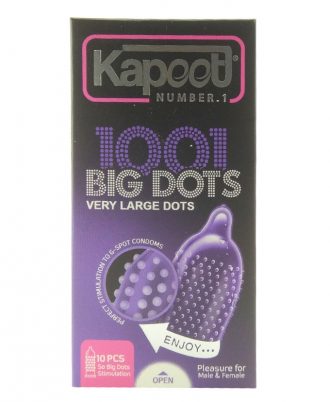 Kapoot
NUMBER.1
1001
BIG DOTS
VERY LARGE DOTS
PERFECT STIMULATION TO G-SPOT CONDOMS
ENJOY...
10 PCS
So Big Dots
Stimulation
Pleasure for
Male & Female
OPEN